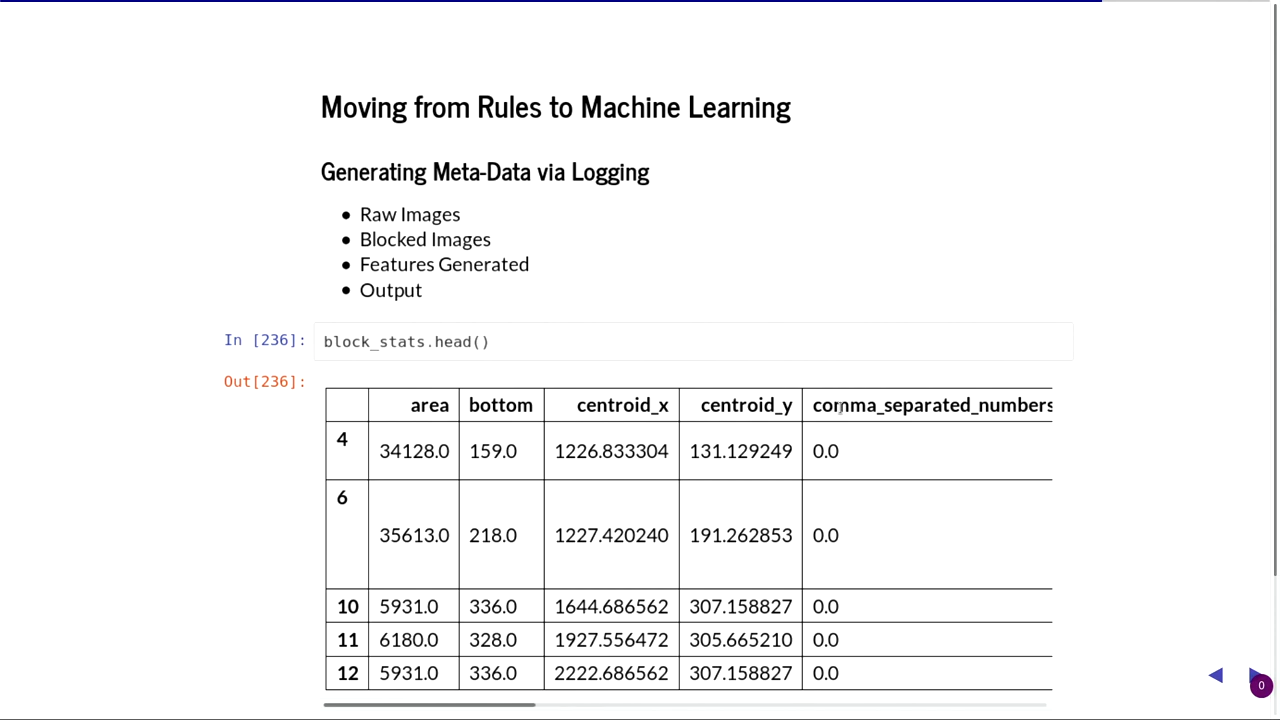 Moving from Rules to Machine Learning
Generating Meta-Data via Logging
• Raw Images
• Blocked Images
• Features Generated
• Output
In [236]: block_stats.head()
Out[236]:
area bottom centroid_x centroid_y comma_separated_numbers
4 34128.0 159.0 1226.833304 131.129249 0.0
6 35613.0 218.0 1227.420240 191.262853 0.0
10 5931.0 336.0 1644.686562 307.158827 0.0
11 6180.0 328.0 1927.556472 305.665210 0.0
12 5931.0 336.0 2222.686562 307.158827 0.0
0